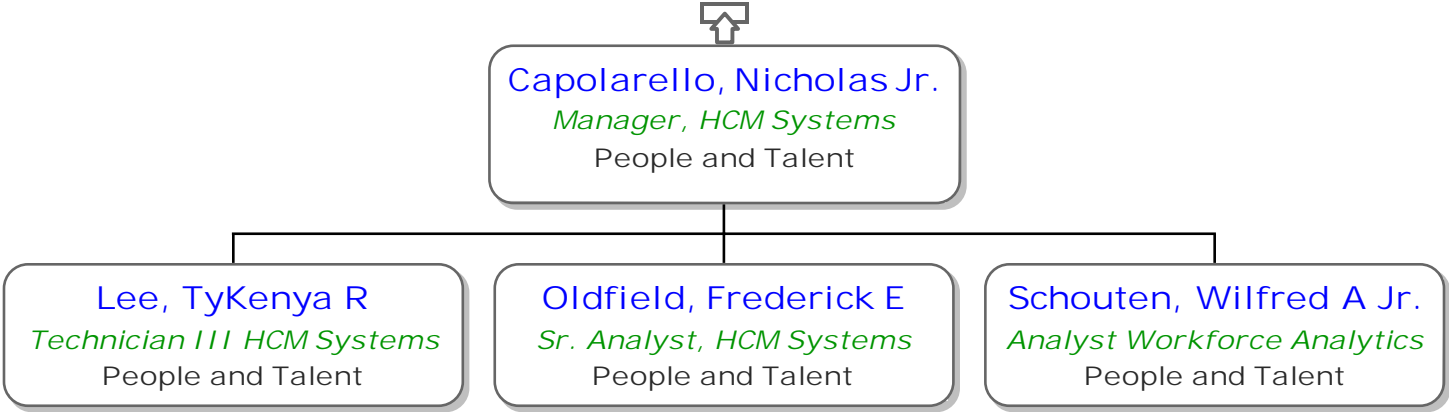 Capolarello, Nicholas Jr.
Manager, HCM Systems
People and Talent
Lee, TyKenya R
Technician III HCM Systems
People and Talent
Oldfield, Frederick E
Sr. Analyst, HCM Systems
People and Talent
Schouten, Wilfred A Jr.
Analyst Workforce Analytics
People and Talent